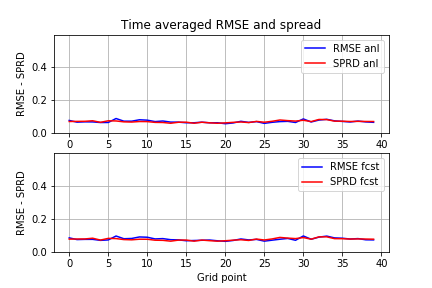 Time averaged RMSE and spread
RMSE - SPRD
0.4
0.2
0.0
RMSE anl
SPRD anl
0 5 10 15 20 25 30 35 40
RMSE - SPRD
0.4
0.2
0.0
RMSE fcst
SPRD fcst
0 5 10 15 20 25 30 35 40
Grid point